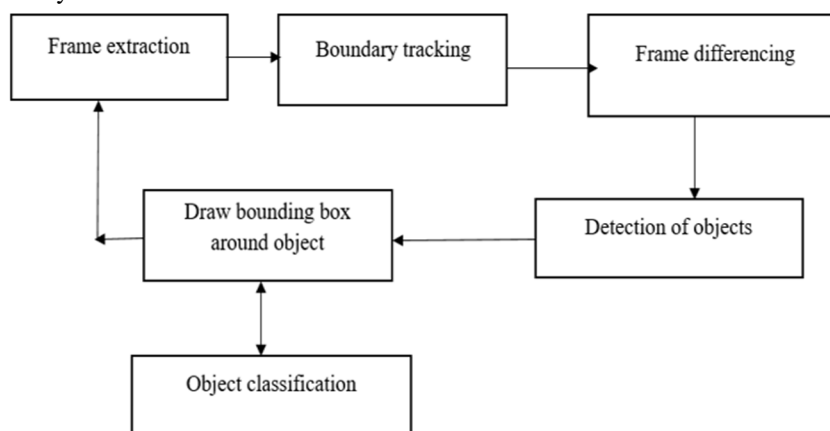 Frame extraction
Boundary tracking
Frame differencing
Draw bounding box
around object
Detection of objects
Object classification